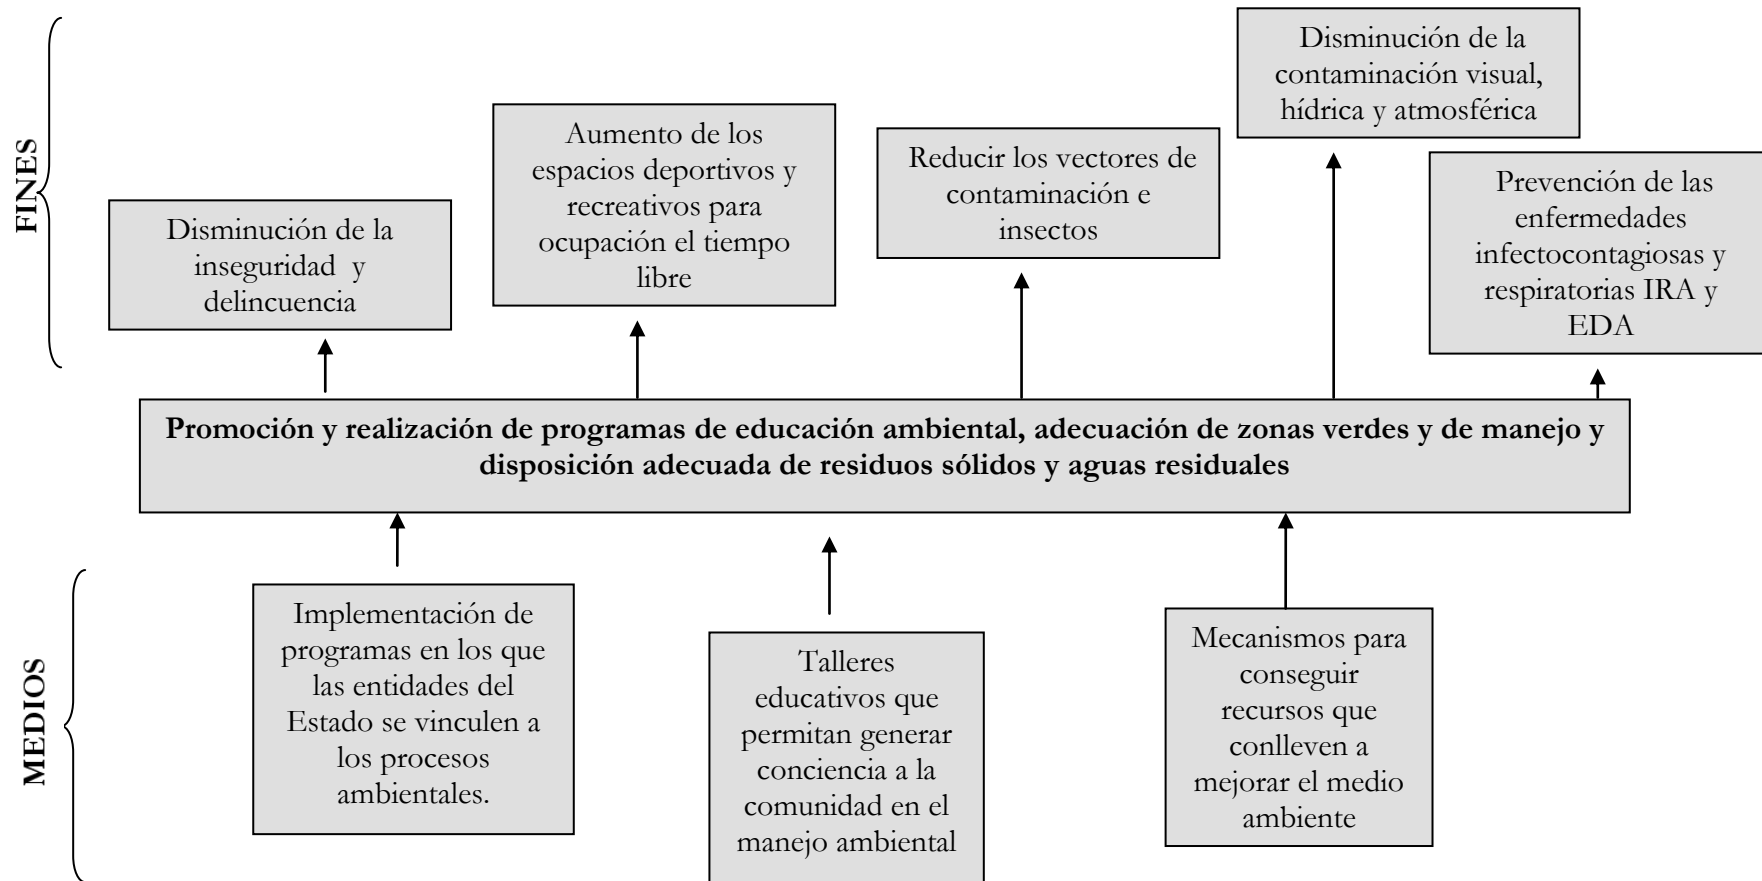 FINES
Disminución de la
inseguridad y
delincuencia
Aumento de los
espacios deportivos y
recreativos para
ocupación el tiempo
libre
Reducir los vectores de
contaminación e
insectos
Disminución de la
contaminación visual,
hídrica y atmosférica
Prevención de las
enfermedades
infectocontagiosas y
respiratorias IRA y
EDA
Promoción y realización de programas de educación ambiental, adecuación de zonas verdes y de manejo y
disposición adecuada de residuos sólidos y aguas residuales
MEDIOS
Implementación de
programas en los que
las entidades del
Estado se vinculen a
los procesos
ambientales.
Talleres
educativos que
permitan generar
conciencia a la
comunidad en el
manejo ambiental
Mecanismos para
conseguir
recursos que
conlleven a
mejorar el medio
ambiente